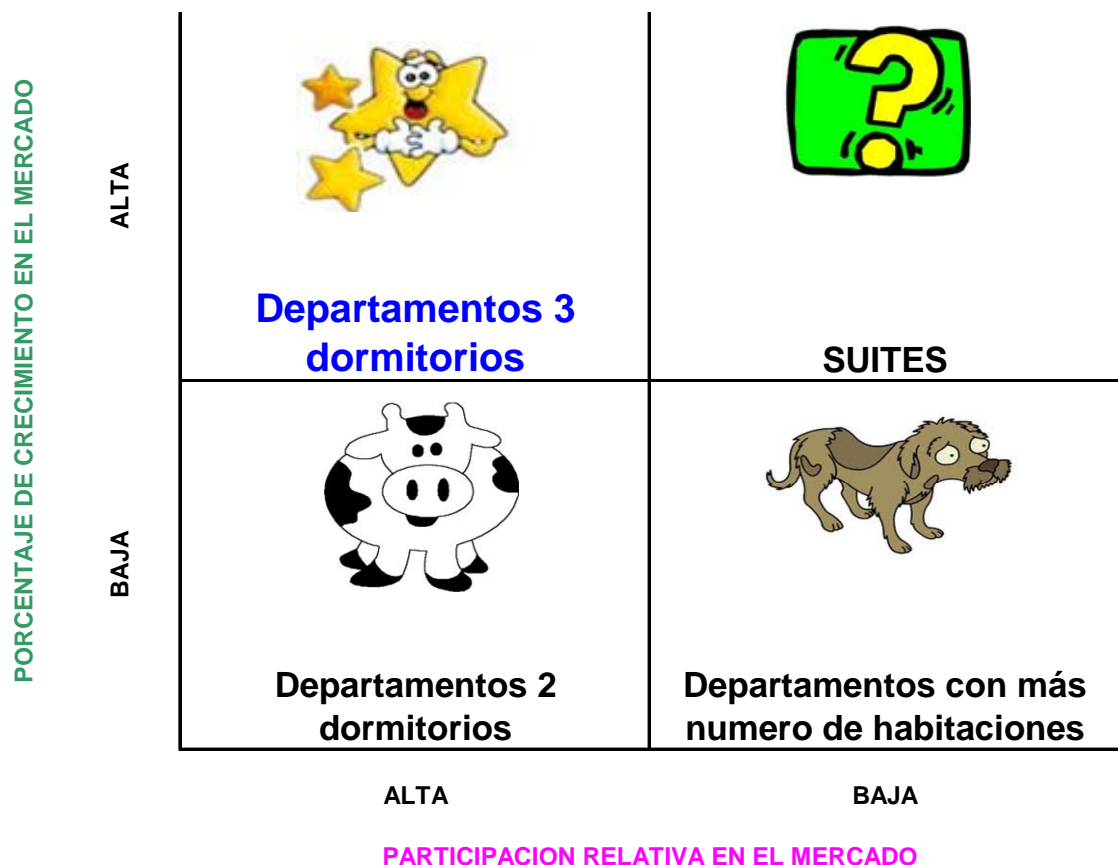 PORCENTAJE DE CRECIMIENTO EN EL MERCADO
ALTA
Departamentos 3
dormitorios
?
SUITES
BAJA
Departamentos 2
dormitorios
Departamentos con más
numero de habitaciones
ALTA
BAJA
PARTICIPACION RELATIVA EN EL MERCADO